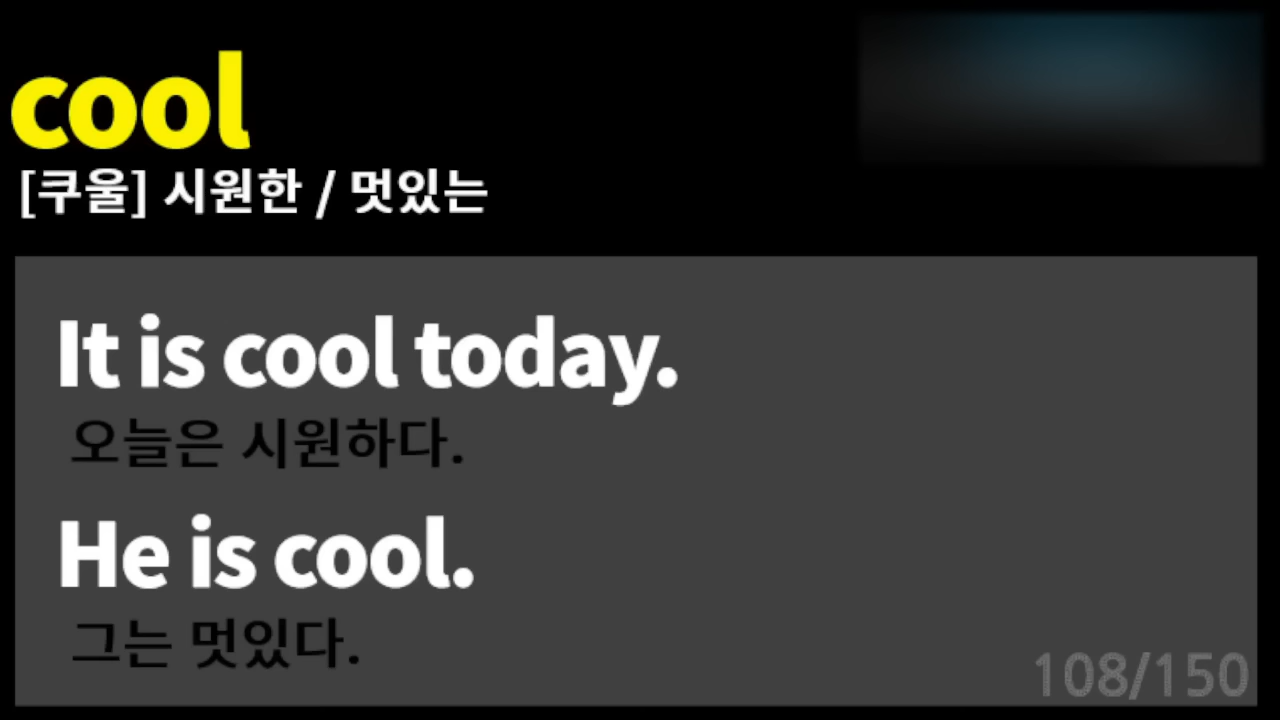 cool
[쿠울] 시원한 / 멋있는
It is cool today.
오늘은 시원하다.
He is cool.
그는 멋있다.
108/150